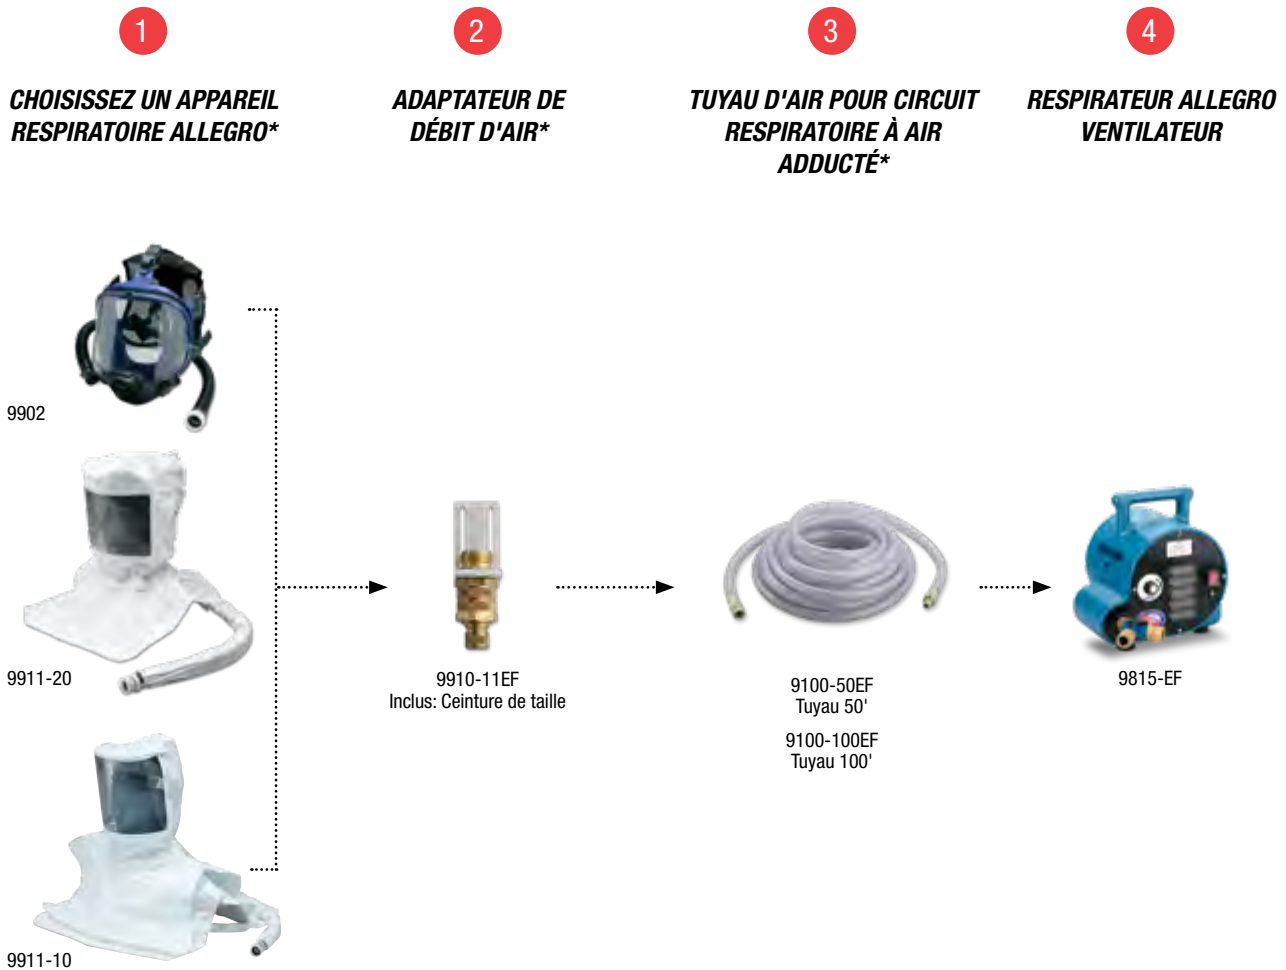 1
CHOISISSEZ UN APPAREIL
RESPIRATOIRE ALLEGRO*
2
ADAPTATEUR DE
DÉBIT D'AIR*
3
TUYAU D'AIR POUR CIRCUIT
RESPIRATOIRE À AIR
ADDUCTÉ*
4
RESPIRATEUR ALLEGRO
VENTILATEUR
9902
9911-20
9911-10
9910-11EF
Inclus: Ceinture de taille
9100-50EF
Tuyau 50'
9100-100EF
Tuyau 100'
9815-EF